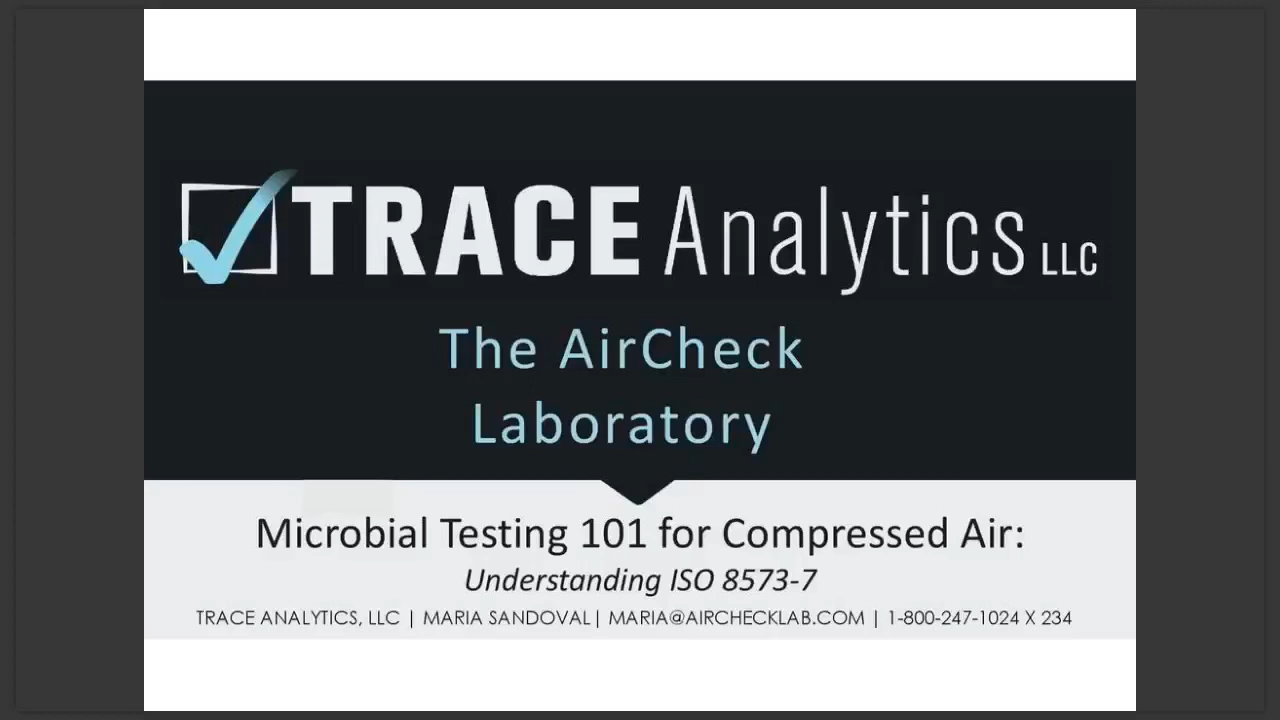 TRACE Analytics LLC
The AirCheck
Laboratory
Microbial Testing 101 for Compressed Air:
Understanding ISO 8573-7
TRACE ANALYTICS, LLC | MARIA SANDOVAL| MARIA@AIRCHECKLAB.COM | 1-800-247-1024 X 234